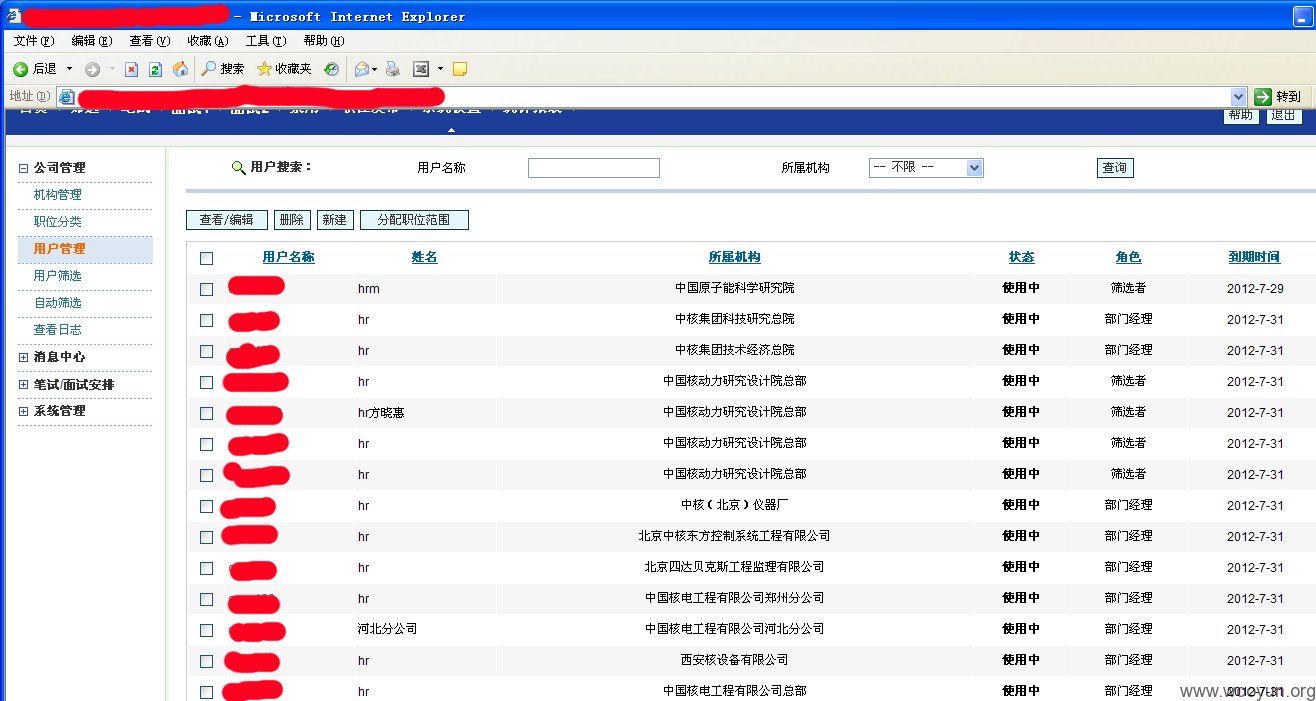 - Microsoft Internet Explorer
文件(F) 编辑(E) 查看(V) 收藏(A) 工具(T) 帮助(H)
后退 搜索 收藏夹
地址(D) 转到
帮助 退出
公司管理 用户搜索： 用户名称 所属机构 -- 不限 -- 查询
机构管理
职位分类 查看/编辑 删除 新建 分配职位范围
用户管理 用户名称 姓名 所属机构 状态 角色 到期时间
用户筛选
自动筛选
查看日志
消息中心
笔试/面试安排
系统管理
hrm 中国原子能科学研究院 使用中 筛选者 2012-7-29
hr 中核集团科技研究总院 使用中 部门经理 2012-7-31
hr 中核集团技术经济总院 使用中 部门经理 2012-7-31
hr 中国核动力研究设计院总部 使用中 筛选者 2012-7-31
hr方晓惠 中国核动力研究设计院总部 使用中 筛选者 2012-7-31
hr 中国核动力研究设计院总部 使用中 筛选者 2012-7-31
hr 中国核动力研究设计院总部 使用中 筛选者 2012-7-31
hr 中核（北京）仪器厂 使用中 部门经理 2012-7-31
hr 北京中核东方控制系统工程有限公司 使用中 部门经理 2012-7-31
hr 北京四达贝克斯工程监理有限公司 使用中 部门经理 2012-7-31
hr 中国核电工程有限公司郑州分公司 使用中 部门经理 2012-7-31
河北分公司 中国核电工程有限公司河北分公司 使用中 部门经理 2012-7-31
hr 西安核设备有限公司 使用中 部门经理 2012-7-31
hr 中国核电工程有限公司总部 使用中 部门经理 2012-7-31
www.wooyun.org